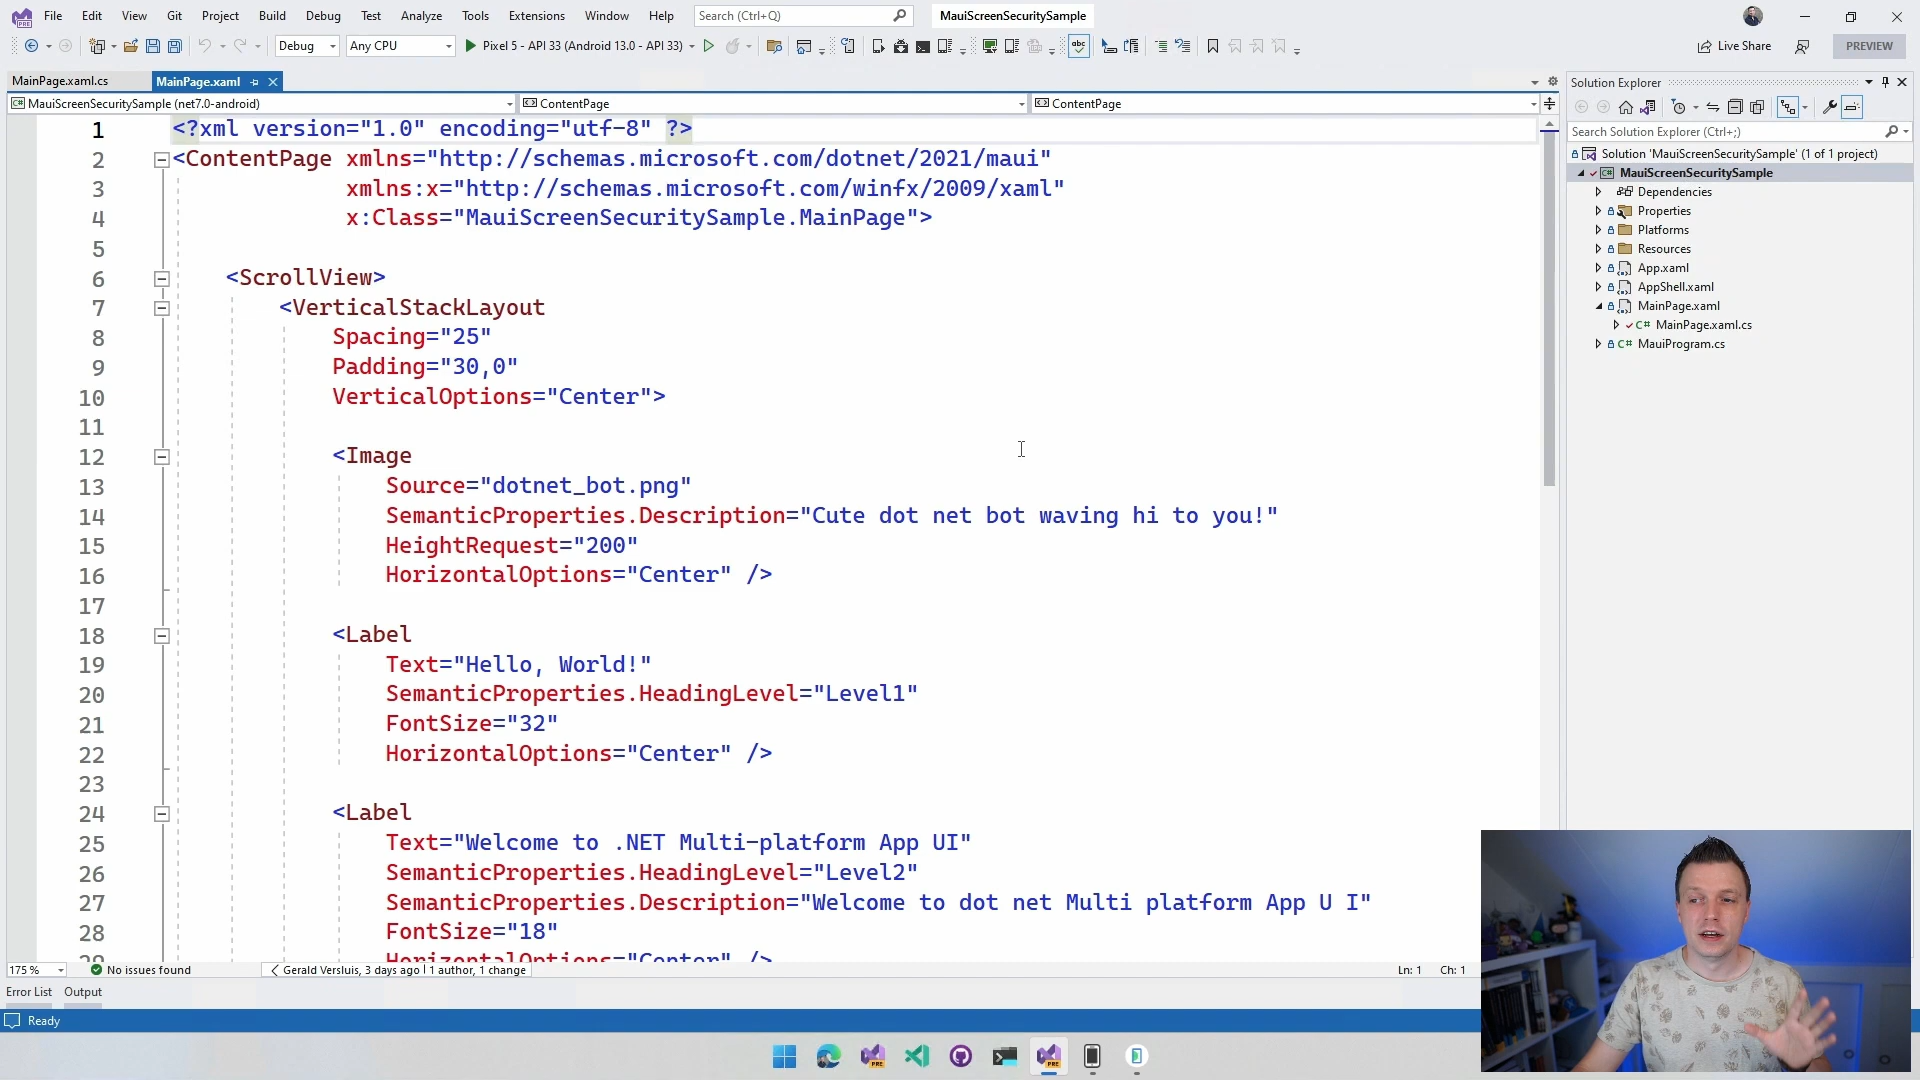 File Edit View Git Project Build Debug Test Analyze Tools Extensions Window Help Search (Ctrl+Q) MauiScreenSecuritySample
Debug Any CPU Pixel 5 - API 33 (Android 13.0 - API 33) Live Share PREVIEW
MainPage.xaml.cs MainPage.xaml
MauiScreenSecuritySample (net7.0-android) ContentPage ContentPage
1 <?xml version="1.0" encoding="utf-8" ?>
2 <ContentPage xmlns="http://schemas.microsoft.com/dotnet/2021/maui"
3 xmlns:x="http://schemas.microsoft.com/winfx/2009/xaml"
4 x:Class="MauiScreenSecuritySample.MainPage">
5
6 <ScrollView>
7 <VerticalStackLayout
8 Spacing="25"
9 Padding="30,0"
10 VerticalOptions="Center">
11
12 <Image
13 Source="dotnet_bot.png"
14 SemanticProperties.Description="Cute dot net bot waving hi to you!"
15 HeightRequest="200"
16 HorizontalOptions="Center" />
17
18 <Label
19 Text="Hello, World!"
20 SemanticProperties.HeadingLevel="Level1"
21 FontSize="32"
22 HorizontalOptions="Center" />
23
24 <Label
25 Text="Welcome to .NET Multi-platform App UI"
26 SemanticProperties.HeadingLevel="Level2"
27 SemanticProperties.Description="Welcome to dot net Multi platform App U I"
28 FontSize="18"
29 HorizontalOptions="Center" />
175 % No issues found Gerald Versluis, 3 days ago | 1 author, 1 change Ln: 1 Ch: 1
Error List Output
Ready
Solution Explorer
Search Solution Explorer (Ctrl+;)
Solution 'MauiScreenSecuritySample' (1 of 1 project)
MauiScreenSecuritySample
Dependencies
Properties
Platforms
Resources
App.xaml
AppShell.xaml
MainPage.xaml
C# MainPage.xaml.cs
C# MauiProgram.cs